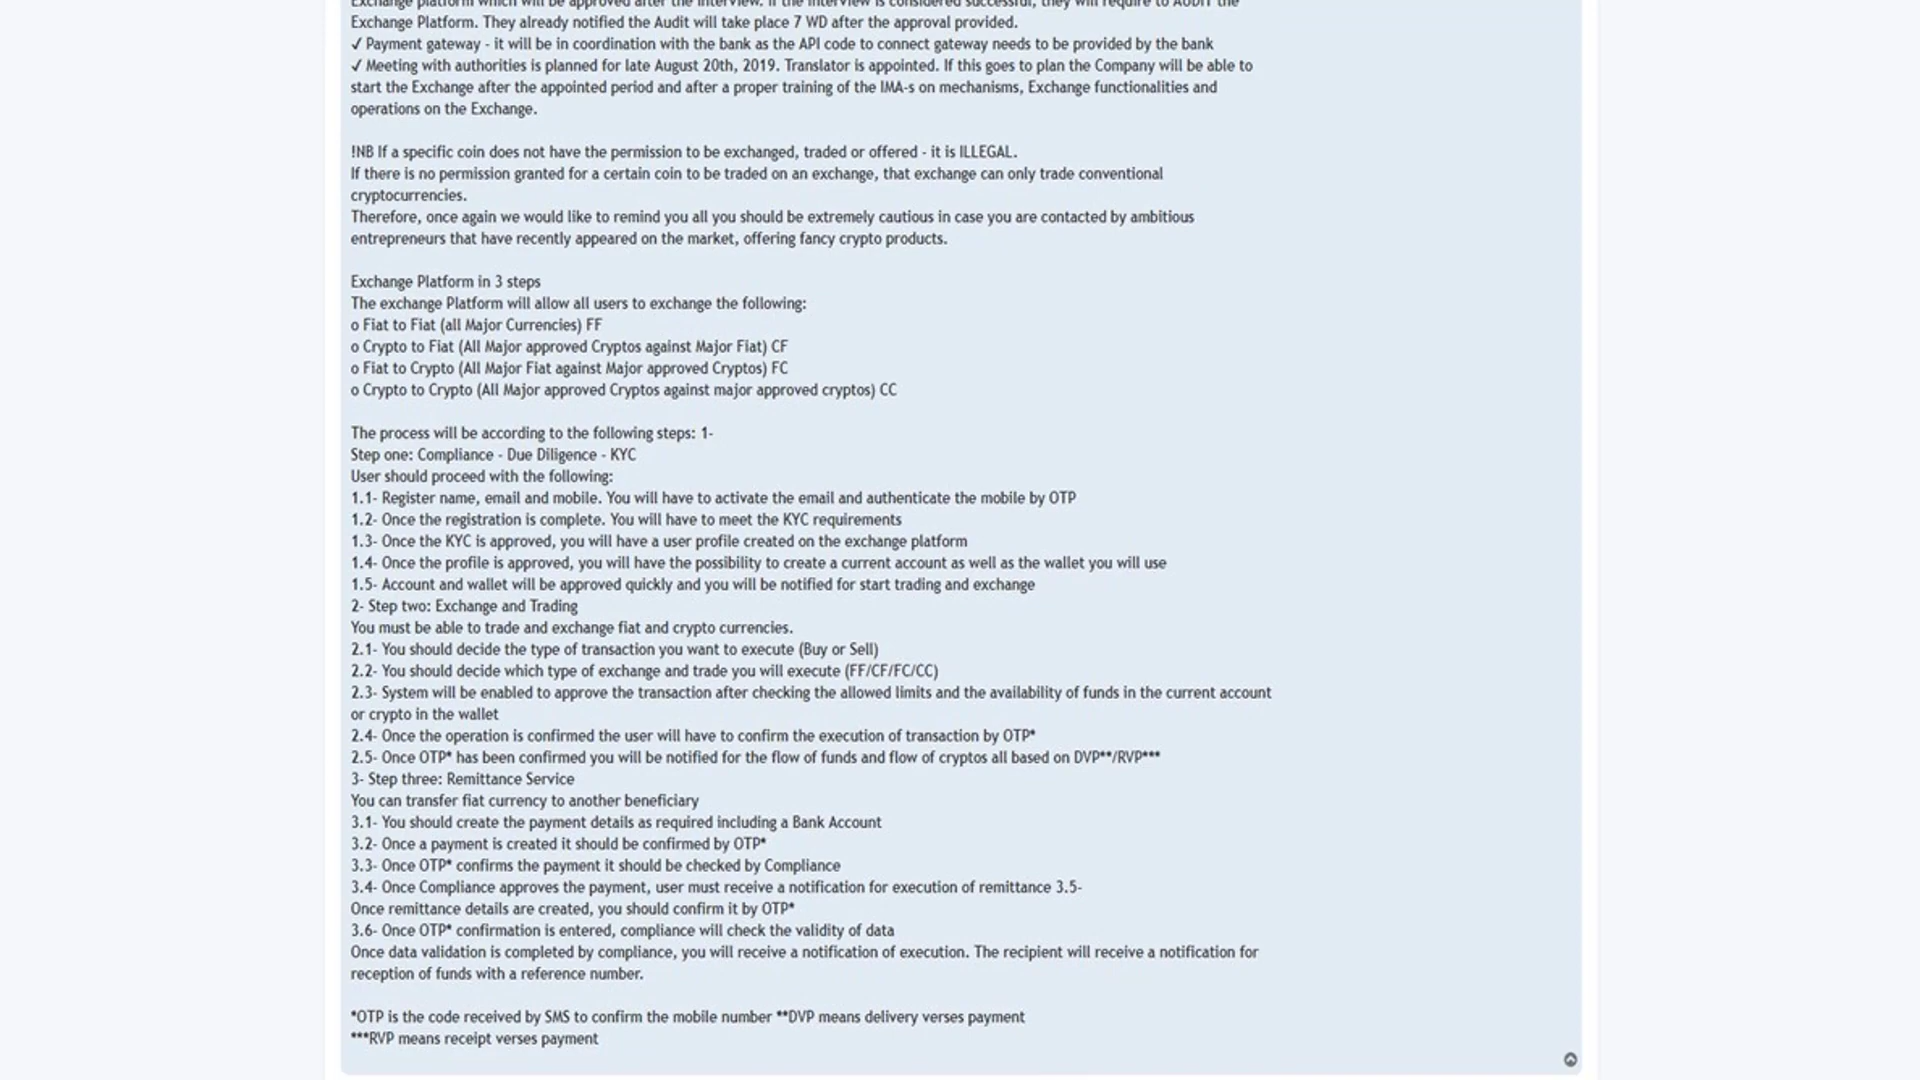 Exchange platform which will be approved after the interview. If the interview is considered successful, they will require to AUDIT the
Exchange Platform. They already notified the Audit will take place 7 WD after the approval provided.
✓ Payment gateway - it will be in coordination with the bank as the API code to connect gateway needs to be provided by the bank
✓ Meeting with authorities is planned for late August 20th, 2019. Translator is appointed. If this goes to plan the Company will be able to
start the Exchange after the appointed period and after a proper training of the IMA-s on mechanisms, Exchange functionalities and
operations on the Exchange.
!NB If a specific coin does not have the permission to be exchanged, traded or offered - it is ILLEGAL.
If there is no permission granted for a certain coin to be traded on an exchange, that exchange can only trade conventional
cryptocurrencies.
Therefore, once again we would like to remind you all you should be extremely cautious in case you are contacted by ambitious
entrepreneurs that have recently appeared on the market, offering fancy crypto products.
Exchange Platform in 3 steps
The exchange Platform will allow all users to exchange the following:
o Fiat to Fiat (all Major Currencies) FF
o Crypto to Fiat (All Major approved Cryptos against Major Fiat) CF
o Fiat to Crypto (All Major Fiat against Major approved Cryptos) FC
o Crypto to Crypto (All Major approved Cryptos against major approved cryptos) CC
The process will be according to the following steps: 1-
Step one: Compliance - Due Diligence - KYC
User should proceed with the following:
1.1- Register name, email and mobile. You will have to activate the email and authenticate the mobile by OTP
1.2- Once the registration is complete. You will have to meet the KYC requirements
1.3- Once the KYC is approved, you will have a user profile created on the exchange platform
1.4- Once the profile is approved, you will have the possibility to create a current account as well as the wallet you will use
1.5- Account and wallet will be approved quickly and you will be notified for start trading and exchange
2- Step two: Exchange and Trading
You must be able to trade and exchange fiat and crypto currencies.
2.1- You should decide the type of transaction you want to execute (Buy or Sell)
2.2- You should decide which type of exchange and trade you will execute (FF/CF/FC/CC)
2.3- System will be enabled to approve the transaction after checking the allowed limits and the availability of funds in the current account
or crypto in the wallet
2.4- Once the operation is confirmed the user will have to confirm the execution of transaction by OTP*
2.5- Once OTP* has been confirmed you will be notified for the flow of funds and flow of cryptos all based on DVP**/RVP***
3- Step three: Remittance Service
You can transfer fiat currency to another beneficiary
3.1- You should create the payment details as required including a Bank Account
3.2- Once a payment is created it should be confirmed by OTP*
3.3- Once OTP* confirms the payment it should be checked by Compliance
3.4- Once Compliance approves the payment, user must receive a notification for execution of remittance 3.5-
Once remittance details are created, you should confirm it by OTP*
3.6- Once OTP* confirmation is entered, compliance will check the validity of data
Once data validation is completed by compliance, you will receive a notification of execution. The recipient will receive a notification for
reception of funds with a reference number.
*OTP is the code received by SMS to confirm the mobile number **DVP means delivery verses payment
***RVP means receipt verses payment